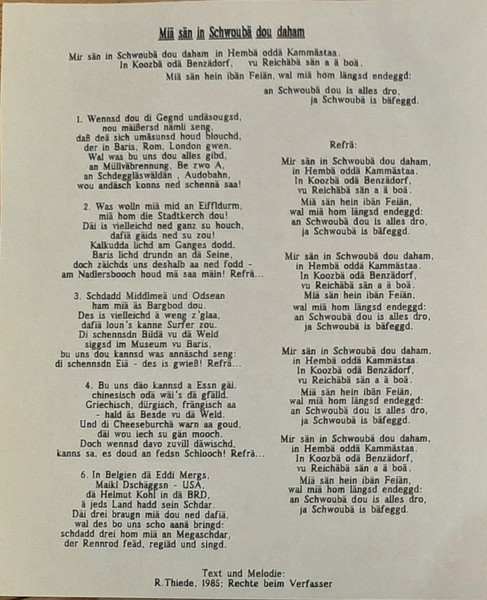 Miä sän in Schwoubä dou daham
Mir sän in Schwoubä dou daham in Hembä oddä Kammästaa.
In Koozbä odä Benzädorf, vu Reichäbä sän a ä boä.
Miä sän hein ibän Feiän, wal miä hom längsd endeggd:
an Schwoubä dou is alles dro,
ja Schwoubä is bäfeggd.
1. Wennsd dou di Gegnd undäsougsd,
nou mäißersd nämli seng,
daß deä sich umäsunsd houd blouchd,
der in Baris, Rom, London gwen.
Wal was bu uns dou alles gibd,
an Müllväbrennung, Be zwo A,
an Schdeggläswäldän , Audobahn,
wou andäsch konns ned schennä saa!
2. Was wolln miä mid an Eiffldurm,
miä hom die Stadtkerch dou!
Däi is vielleichd ned ganz su houch,
dafiä gäids ned su zou!
Kalkudda lichd am Ganges dodd,
Baris lichd drundn an dä Seine,
doch zäichds uns deshalb aa ned fodd -
am Nadlersbooch houd mä saa mäin! Refrä...
3. Schdadd Middlmeä und Odsean
ham miä äs Bargbod dou.
Des is vielleichd ä weng z'glaa,
dafiä loun's kanne Surfer zou.
Di schennsdn Bildä vu dä Weld
siggsd im Museum vu Baris,
bu uns dou kannsd was annäschd seng:
di schennsdn Eiä - des is gwieß! Refrä...
4. Bu uns däo kannsd a Essn gäi,
chinesisch odä wäi's dä gfälld.
Griechisch, dürgisch, frängisch aa
- hald äs Besde vu dä Weld.
Und di Cheeseburchä warn aa goud,
däi wou iech su gän mooch.
Doch wennsd davo zuvill däwischd,
kanns sa, es doud an fedsn Schlooch! Refrä...
6. In Belgien dä Eddi Mergs,
Maikl Dschäggsn - USA,
dä Helmut Kohl in dä BRD,
ä jeds Land hadd sein Schdar.
Däi drei braugn miä dou ned dafiä,
wal des bo uns scho aanä bringd:
schdadd drei hom miä an Megaschdar,
der Rennrod feäd, regiäd und singd.
Refrä:
Mir sän in Schwoubä dou daham,
in Hembä odä Kammästaa.
In Koozbä odä Benzädorf,
vu Reichäbä sän a ä boä.
Miä sän hein ibän Feiän,
wal miä hom längsd endeggd:
an Schwoubä dou is alles dro,
ja Schwoubä is bäfeggd.
Mir sän in Schwoubä dou daham,
in Hembä odä Kammästaa.
In Koozbä odä Benzädorf,
vu Reichäbä sän a ä boä.
Miä sän hein ibän Feiän,
wal miä hom längsd endeggd:
an Schwoubä dou is alles dro,
ja Schwoubä is bäfeggd.
Mir sän in Schwoubä dou daham,
in Hembä odä Kammästaa.
In Koozbä odä Benzädorf,
vu Reichäbä sän a ä boä.
Miä sän hein ibän Feiän,
wal miä hom längsd endeggd:
an Schwoubä dou is alles dro,
ja Schwoubä is bäfeggd.
Mir sän in Schwoubä dou daham,
in Hembä odä Kammästaa.
In Koozbä odä Benzädorf,
vu Reichäbä sän a ä boä.
Miä sän hein ibän Feiän,
wal miä hom längsd endeggd:
an Schwoubä dou is alles dro,
ja Schwoubä is bäfeggd.
Text und Melodie:
R.Thiede, 1985; Rechte beim Verfasser